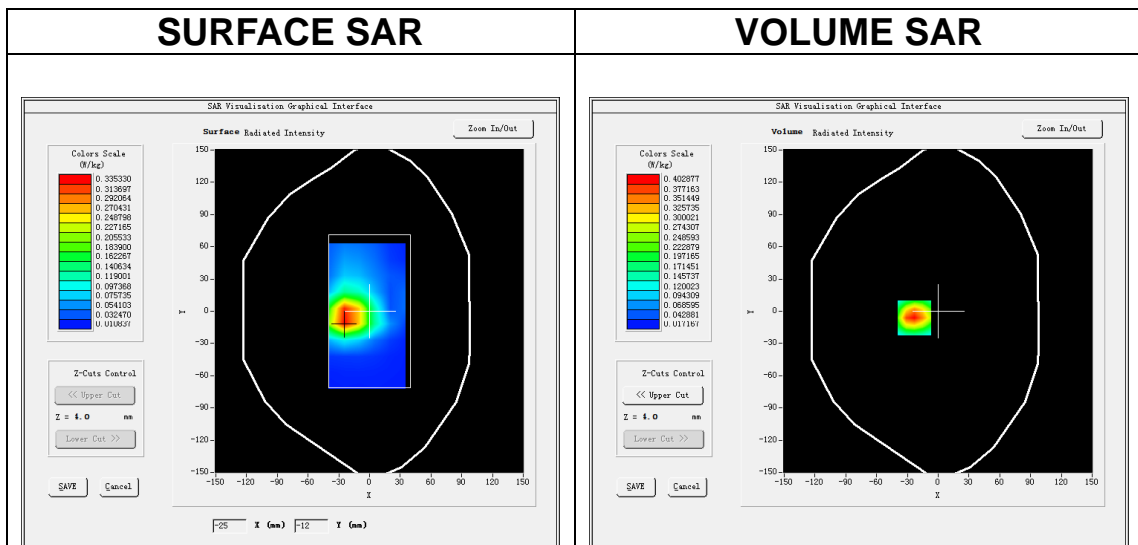 SURFACE SAR
VOLUME SAR
SAR Visualisation Graphical Interface
Surface Radiated Intensity
Zoom In/Out
Colors Scale
(W/kg)
0.335330
0.313697
0.292064
0.270431
0.248798
0.227165
0.205533
0.183900
0.162267
0.140634
0.119001
0.097368
0.075735
0.054103
0.032470
0.010837
Z-Cuts Control
<< Upper Cut
Z = 4.0 mm
Lower Cut >>
SAVE
Cancel
150
120
90
60
30
0
-30
-60
-90
-120
-150
Y
-150 -120 -90 -60 -30 0 30 60 90 120 150
X
-25 X (mm) -12 Y (mm)
SAR Visualisation Graphical Interface
Volume Radiated Intensity
Zoom In/Out
Colors Scale
(W/kg)
0.402877
0.377163
0.351449
0.325735
0.300021
0.274307
0.248593
0.222879
0.197165
0.171451
0.145737
0.120023
0.094309
0.068595
0.042881
0.017167
Z-Cuts Control
<< Upper Cut
Z = 4.0 mm
Lower Cut >>
SAVE
Cancel
150
120
90
60
30
0
-30
-60
-90
-120
-150
Y
-150 -120 -90 -60 -30 0 30 60 90 120 150
X